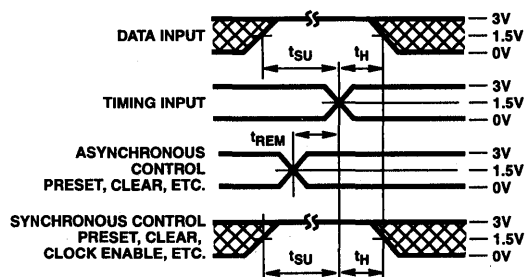 DATA INPUT
3V
1.5V
0V
tSU
tH
TIMING INPUT
3V
1.5V
0V
tREM
ASYNCHRONOUS
CONTROL
PRESET, CLEAR, ETC.
3V
1.5V
0V
SYNCHRONOUS CONTROL
PRESET, CLEAR,
CLOCK ENABLE, ETC.
3V
1.5V
0V
tSU
tH